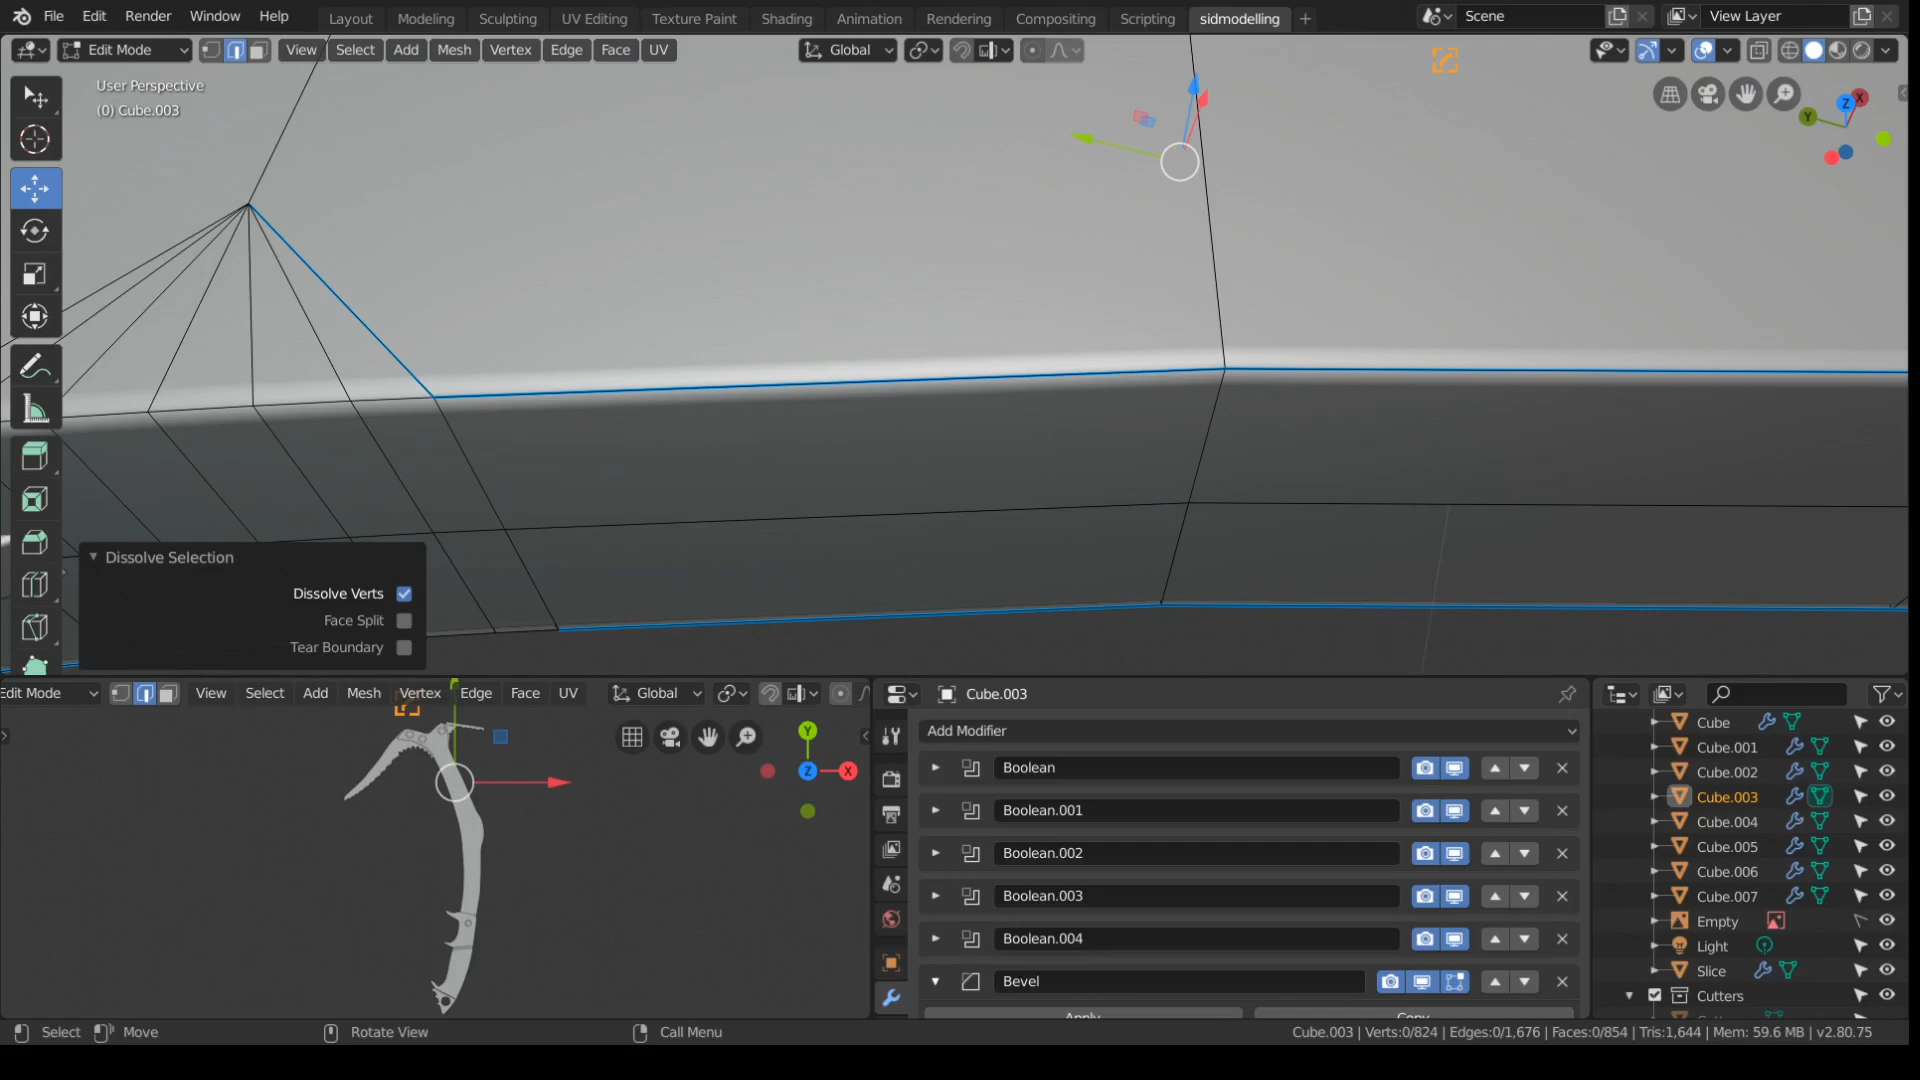 File Edit Render Window Help Layout Modeling Sculpting UV Editing Texture Paint Shading Animation Rendering Compositing Scripting sidmodelling + Scene View Layer
Edit Mode View Select Add Mesh Vertex Edge Face UV Global
User Perspective
(0) Cube.003
Z X
Y
Dissolve Selection
Dissolve Verts
Face Split
Tear Boundary
Edit Mode View Select Add Mesh Vertex Edge Face UV Global
Y
Z X
Cube.003
Add Modifier
Boolean
Boolean.001
Boolean.002
Boolean.003
Boolean.004
Bevel
Apply Copy
Cube
Cube.001
Cube.002
Cube.003
Cube.004
Cube.005
Cube.006
Cube.007
Empty
Light
Slice
Cutters
Select Move Rotate View Call Menu Cube.003 | Verts:0/824 | Edges:0/1,676 | Faces:0/854 | Tris:1,644 | Mem: 59.6 MB | v2.80.75